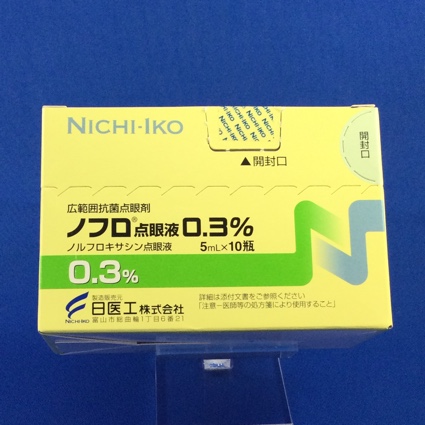 NICHI-IKO
▲開封口
開封口
広範囲抗菌点眼剤
ノフロ®点眼液0.3%
ノルフロキサシン点眼液 5mL×10瓶
0.3%
製造販売元
日医工株式会社
NICHI-IKO 富山市総曲輪1丁目6番21
詳細は添付文書をご参照ください
「注意-医師等の処方箋により使用すること」